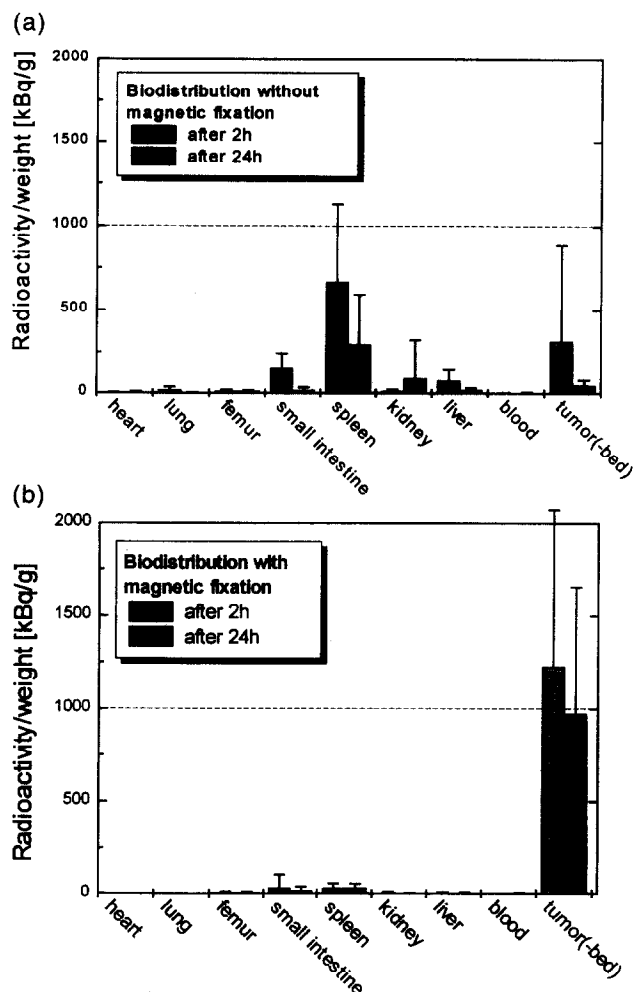 (a)
Radioactivity/weight [kBq/g]
2000
1500
1000
500
0
Biodistribution without
magnetic fixation
after 2h
after 24h
heart
lung
femur
small intestine
spleen
kidney
liver
blood
tumor(-bed)
(b)
Radioactivity/weight [kBq/g]
2000
1500
1000
500
0
Biodistribution with
magnetic fixation
after 2h
after 24h
heart
lung
femur
small intestine
spleen
kidney
liver
blood
tumor(-bed)